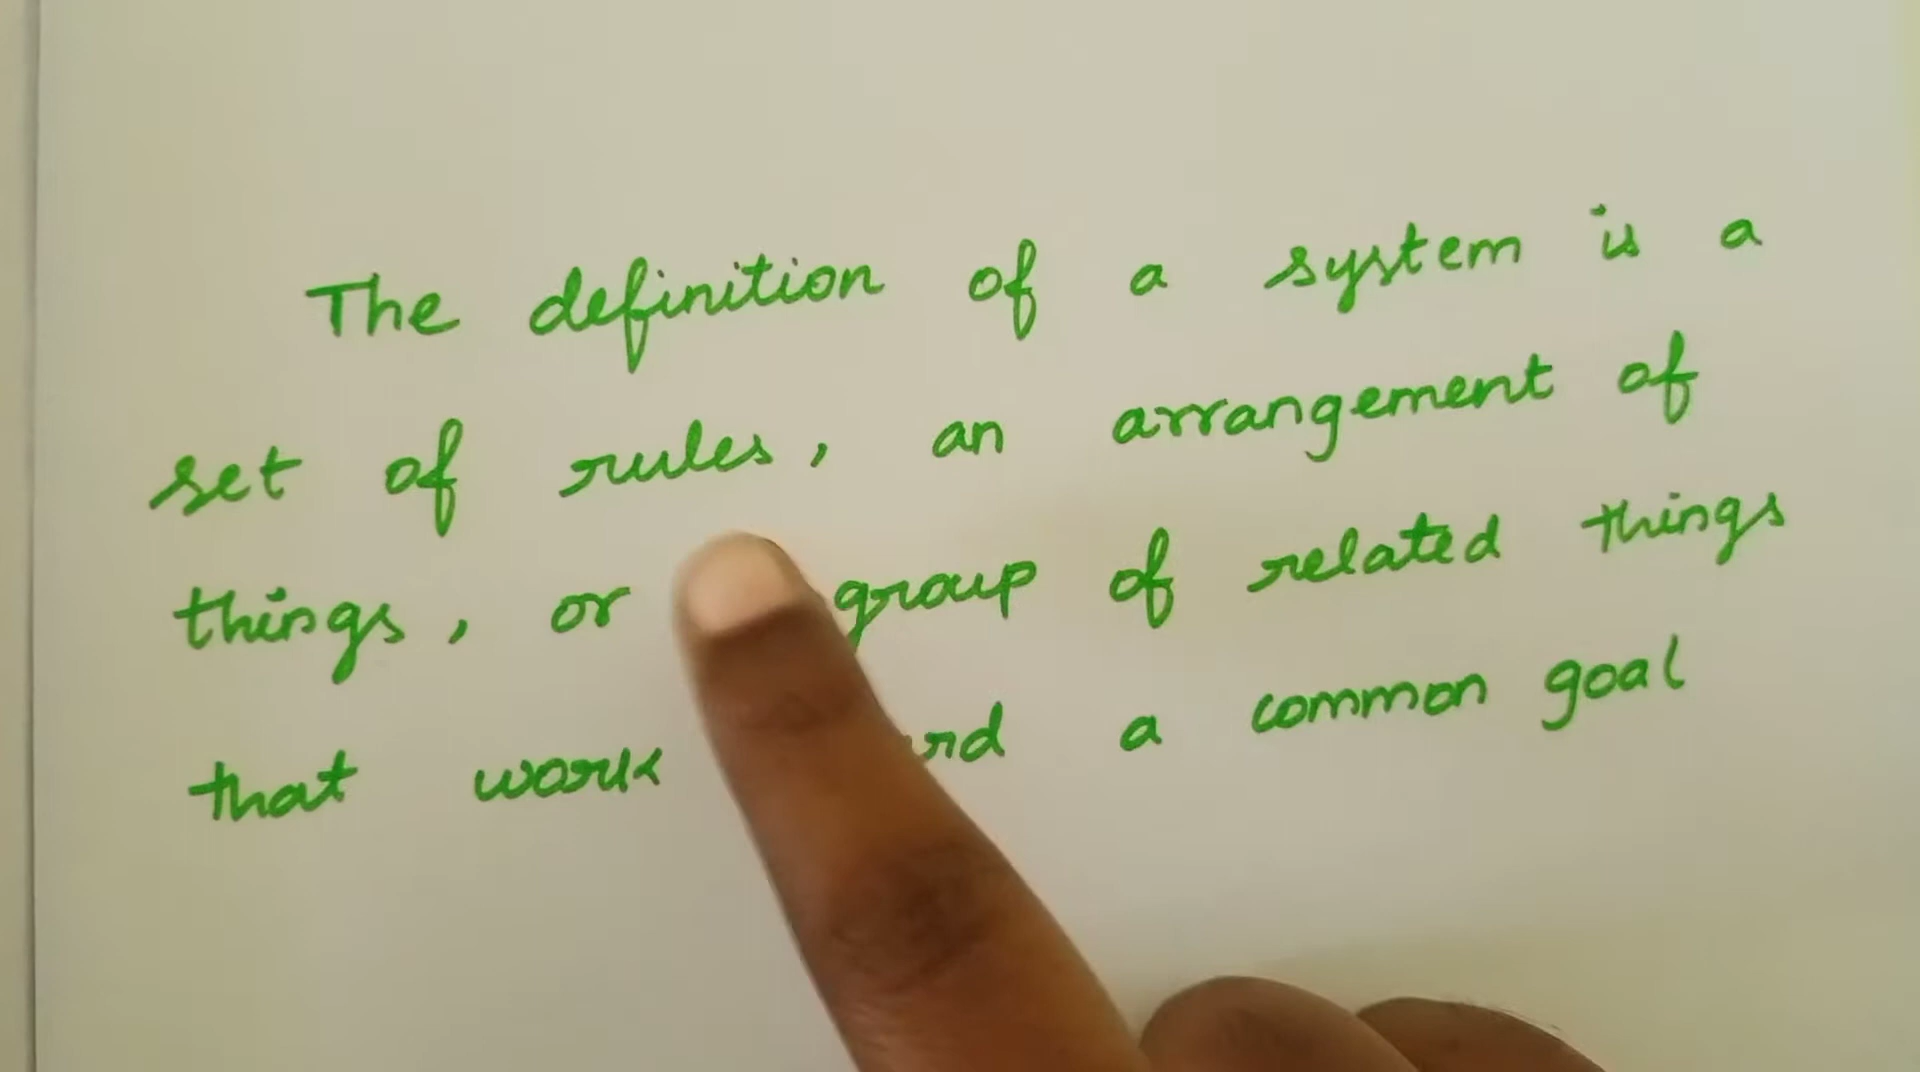 The definition of a system is a
set of rules, an arrangement of
things, or group of related things
that work a common goal